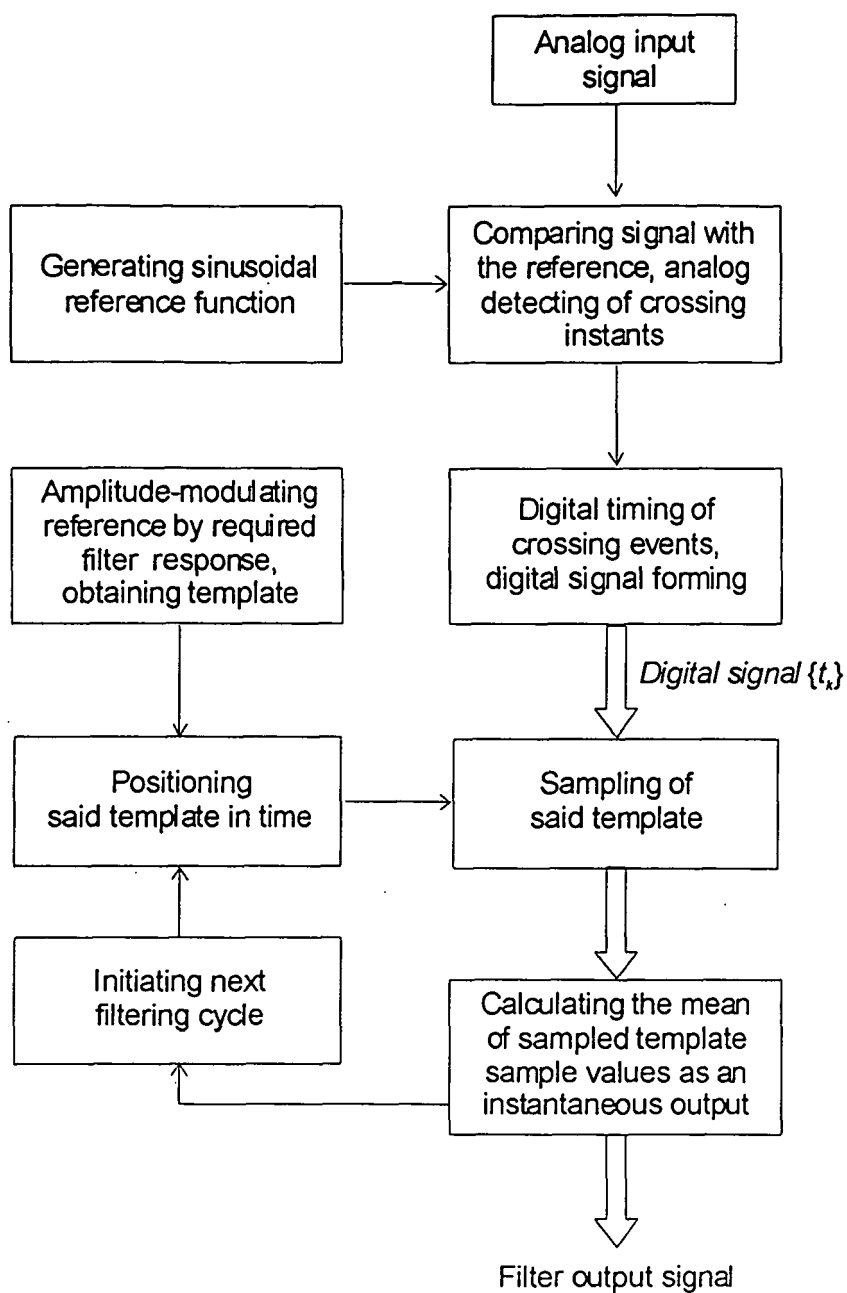 Analog input
signal
Generating sinusoidal
reference function
Comparing signal with
the reference, analog
detecting of crossing
instants
Amplitude-modulating
reference by required
filter response,
obtaining template
Digital timing of
crossing events,
digital signal forming
Digital signal {tₖ}
Positioning
said template in time
Sampling of
said template
Initiating next
filtering cycle
Calculating the mean
of sampled template
sample values as an
instantaneous output
Filter output signal